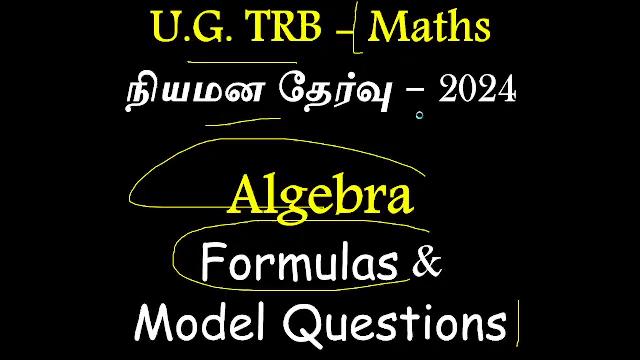 U.G. TRB - Maths
நியமன தேர்வு - 2024
Algebra
Formulas &
Model Questions